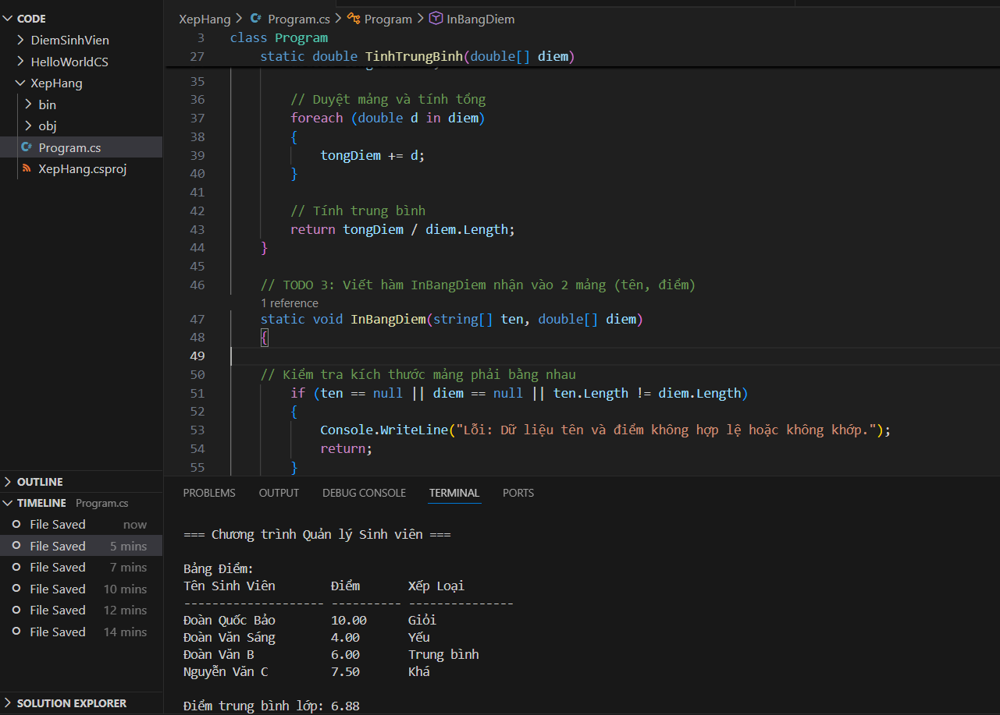 CODE
DiemSinhVien
HelloWorldCS
XepHang
bin
obj
Program.cs
XepHang.csproj
OUTLINE
TIMELINE Program.cs
File Saved now
File Saved 5 mins
File Saved 7 mins
File Saved 10 mins
File Saved 12 mins
File Saved 14 mins
SOLUTION EXPLORER
XepHang > C# Program.cs > Program > InBangDiem
3 class Program
27 static double TinhTrungBinh(double[] diem)
35
36 // Duyệt mảng và tính tổng
37 foreach (double d in diem)
38 {
39 tongDiem += d;
40 }
41
42 // Tính trung bình
43 return tongDiem / diem.Length;
44 }
45
46 // TODO 3: Viết hàm InBangDiem nhận vào 2 mảng (tên, điểm)
1 reference
47 static void InBangDiem(string[] ten, double[] diem)
48 {
49
50 // Kiểm tra kích thước mảng phải bằng nhau
51 if (ten == null || diem == null || ten.Length != diem.Length)
52 {
53 Console.WriteLine("Lỗi: Dữ liệu tên và điểm không hợp lệ hoặc không khớp.");
54 return;
55 }
PROBLEMS OUTPUT DEBUG CONSOLE TERMINAL PORTS
=== Chương trình Quản lý Sinh viên ===
Bảng Điểm:
Tên Sinh Viên Điểm Xếp Loại
-------------------- ---------- ---------------
Đoàn Quốc Bảo 10.00 Giỏi
Đoàn Văn Sáng 4.00 Yếu
Đoàn Văn B 6.00 Trung bình
Nguyễn Văn C 7.50 Khá
Điểm trung bình lớp: 6.88